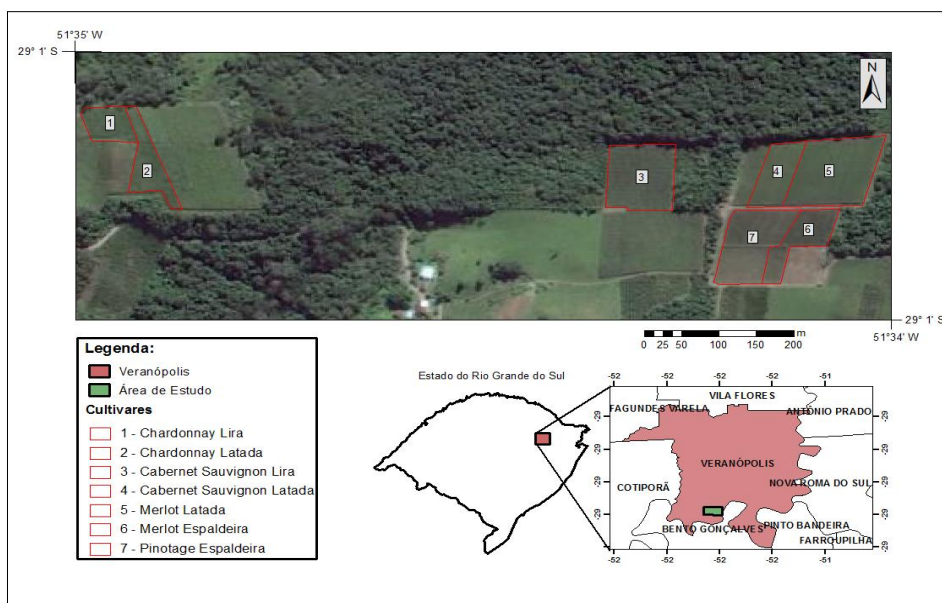 51° 35' W
29° 1' S
N
1
2
3
4
5
6
7
29° 1' S
51° 34' W
0 25 50 100 150 200
m
Legenda:
Veranópolis
Área de Estudo
Cultivares
1 - Chardonnay Lira
2 - Chardonnay Latada
3 - Cabernet Sauvignon Lira
4 - Cabernet Sauvignon Latada
5 - Merlot Latada
6 - Merlot Espaldeira
7 - Pinotage Espaldeira
Estado do Rio Grande do Sul
-52 -52 -52 -51
VILA FLORES
FAGUNDES VARELA
ANTÔNIO PRADO
VERANÓPOLIS
COTIPORÃ
NOVA ROMA DO SUL
BENTO GONÇALVES
PINTO BANDEIRA
FARROUPILHA
-29
-29
-29
-29
-29
-29
-29
-29
-29
-29
-52 -52 -52 -51